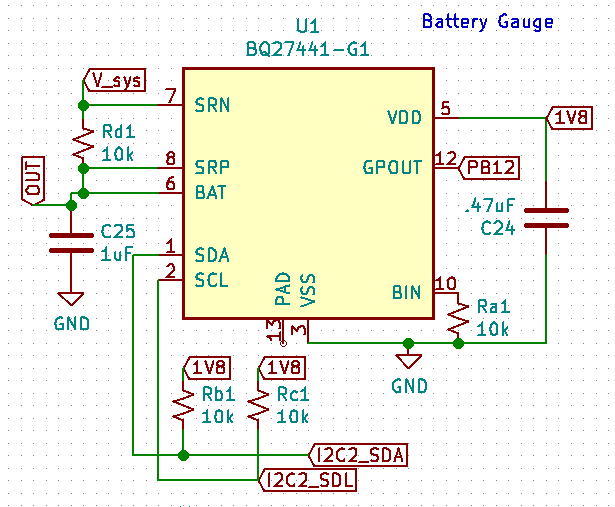 Battery Gauge
U1
BQ27441-G1
V_sys
7 SRN
Rd1
10k
VDD 5
1V8
OUT
8 SRP
GPOUT 12
PB12
6 BAT
.47uF
C24
C25
1uF
1 SDA
2 SCL
BIN 10
PAD
VSS
13
3
Ra1
10k
GND
GND
1V8
1V8
Rb1
10k
Rc1
10k
I2C2_SDA
I2C2_SDL